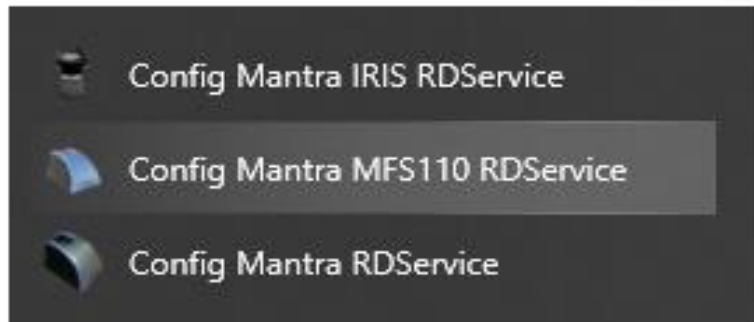 Config Mantra IRIS RDService
Config Mantra MFS110 RDService
Config Mantra RDService